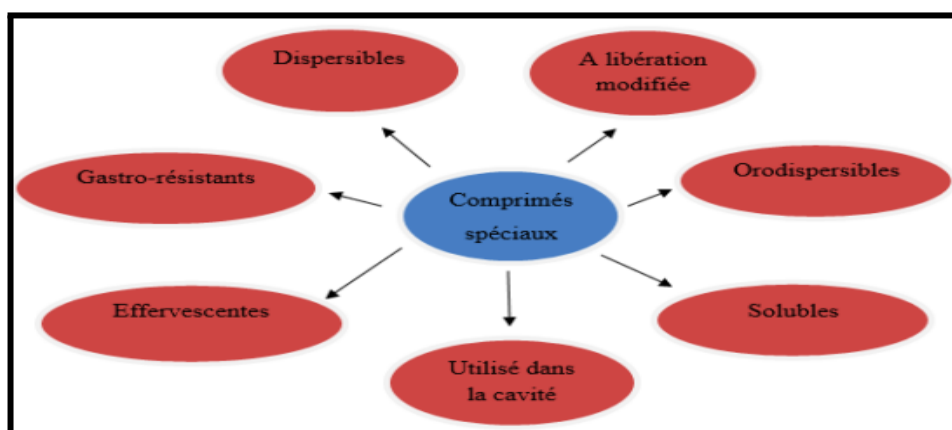 Dispersibles
A libération
modifiée
Gastro-résistants
Orodispersibles
Comprimés
spéciaux
Effervescentes
Solubles
Utilisé dans
la cavité